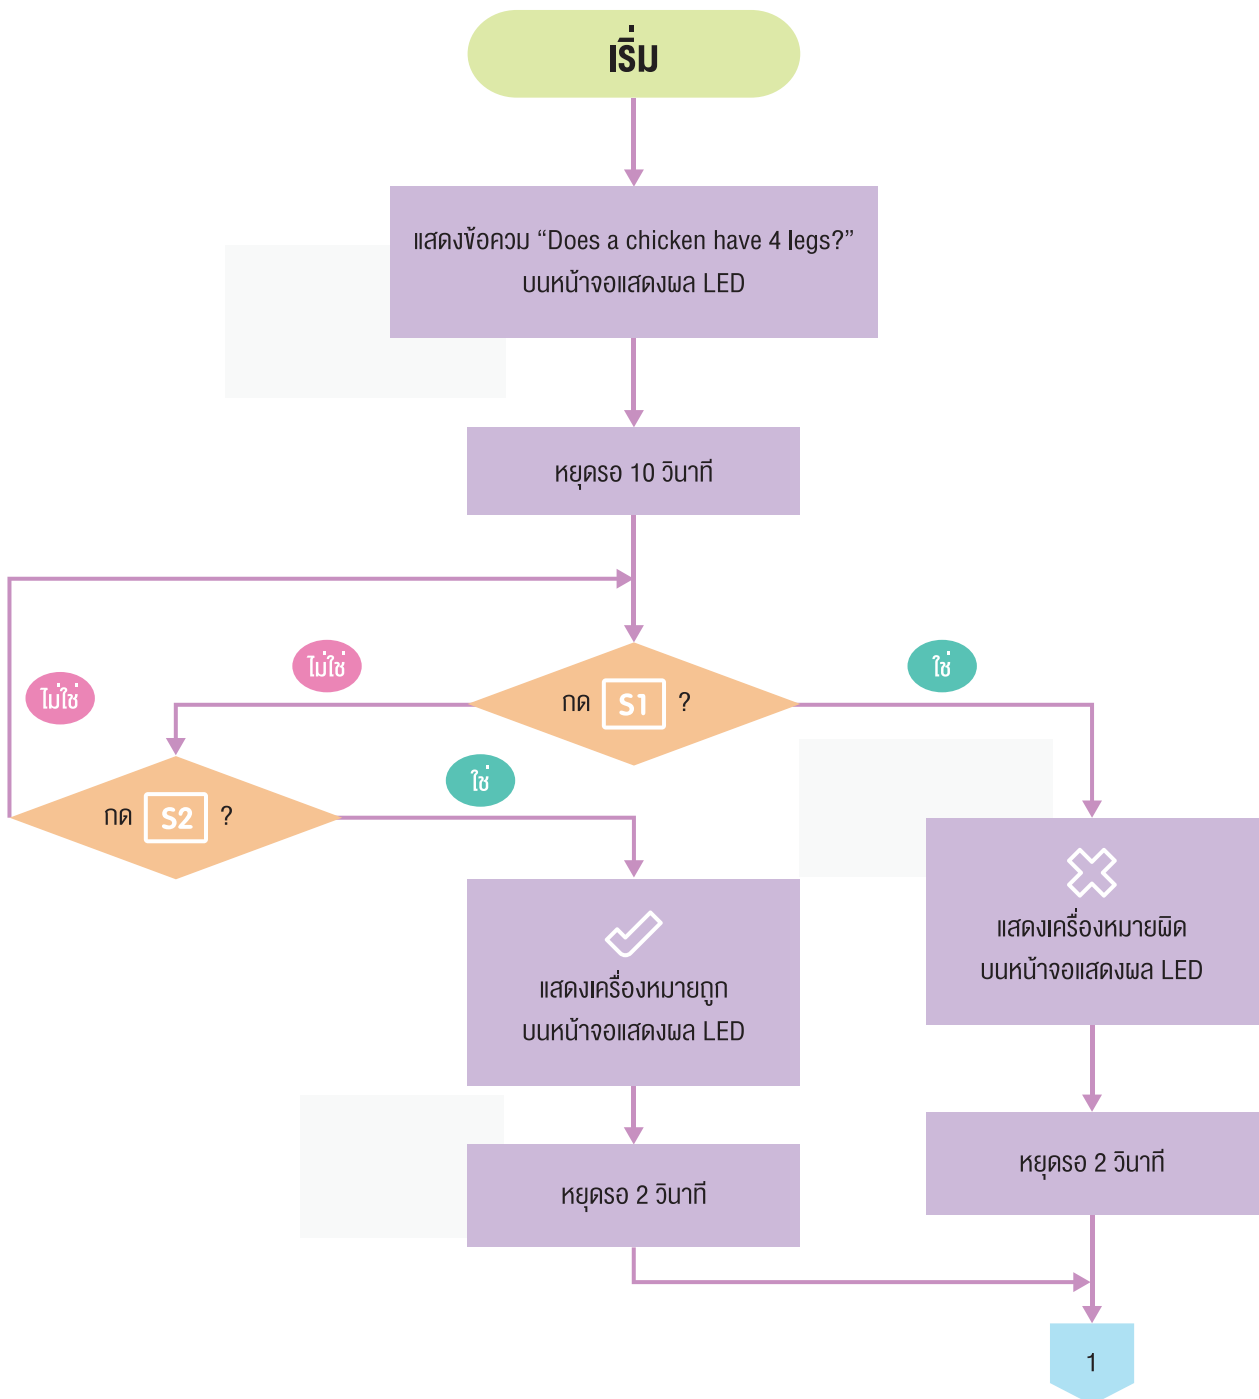 เริ่ม
แสดงข้อควม “Does a chicken have 4 legs?”
บนหน้าจอแสดงผล LED
หยุดรอ 10 วินาที
ไม่ใช่
ใช่
ไม่ใช่
กด S1 ?
ใช่
กด S2 ?
แสดงเครื่องหมายผิด
บนหน้าจอแสดงผล LED
แสดงเครื่องหมายถูก
บนหน้าจอแสดงผล LED
หยุดรอ 2 วินาที
หยุดรอ 2 วินาที
1